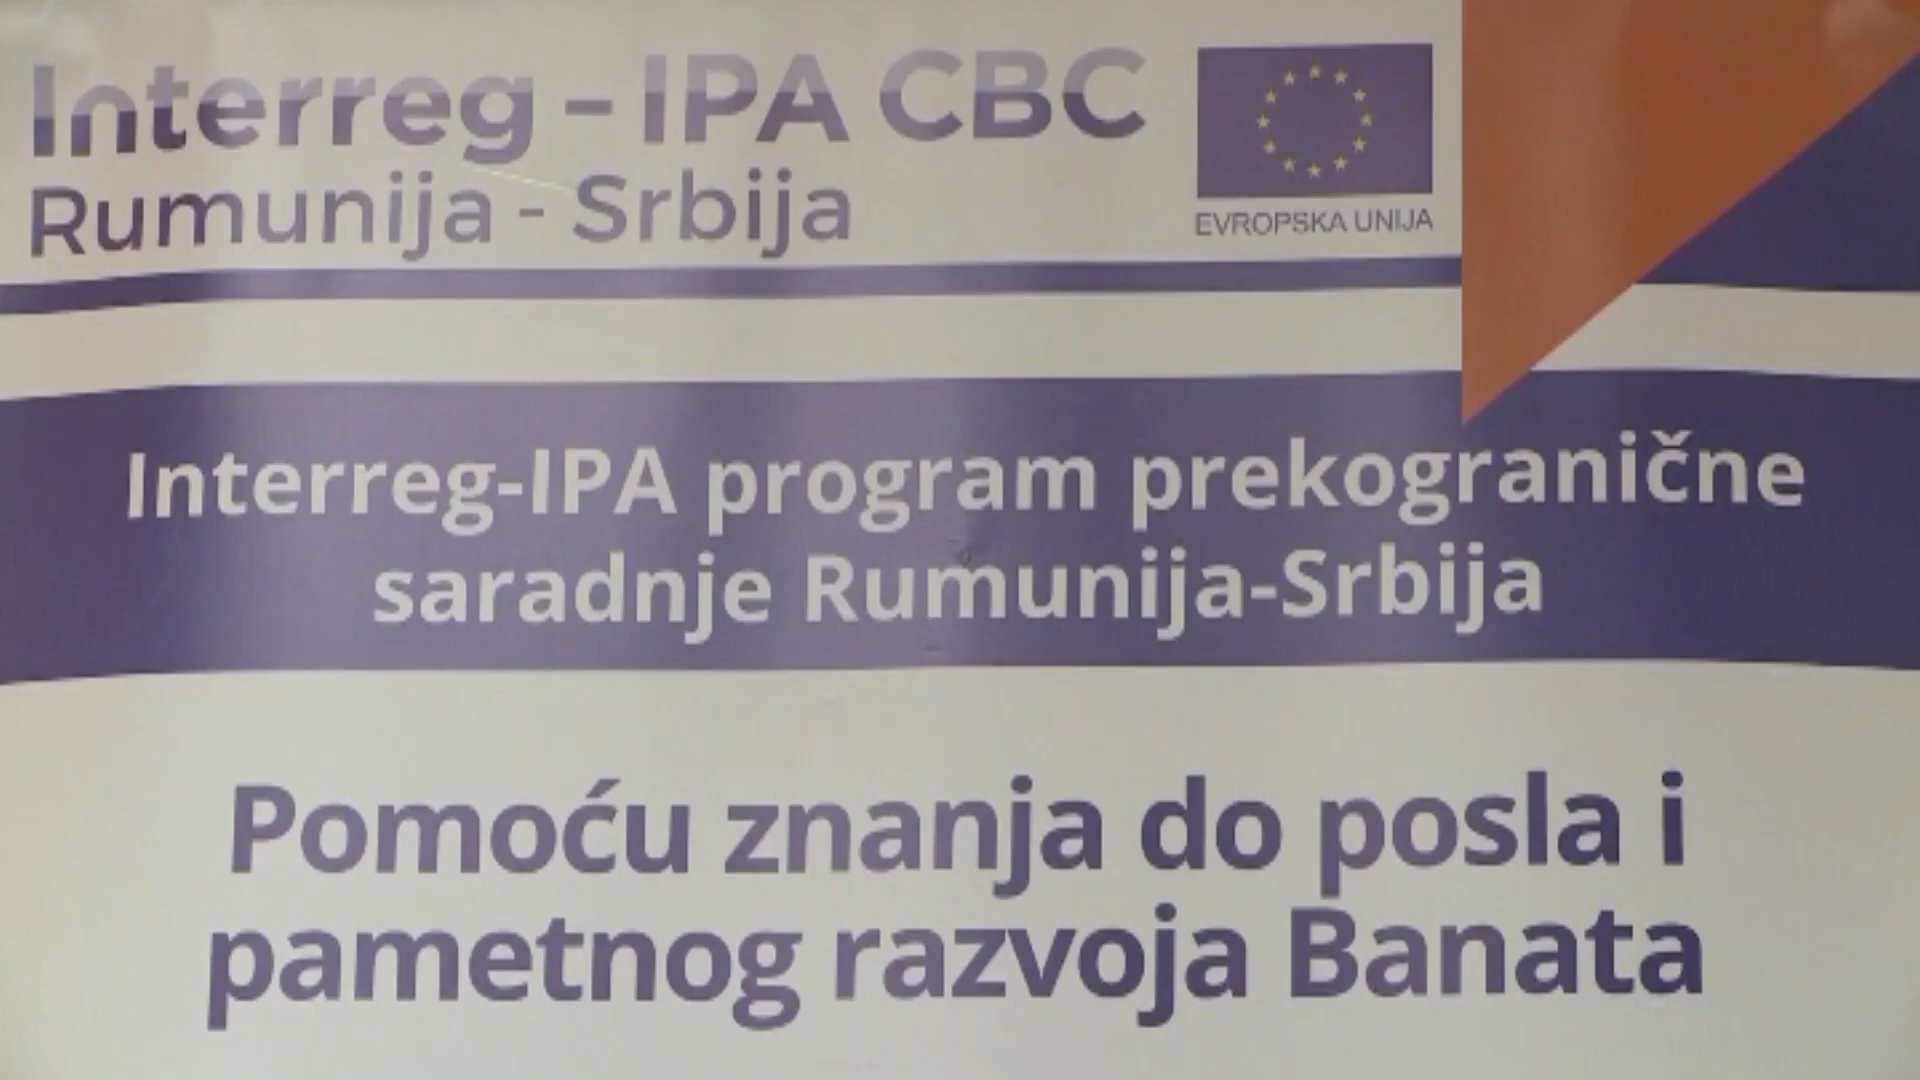 Interreg - IPA CBC
Rumunija - Srbija
EVROPSKA UNIJA
Interreg-IPA program prekogranične
saradnje Rumunija-Srbija
Pomoću znanja do posla i
pametnog razvoja Banata